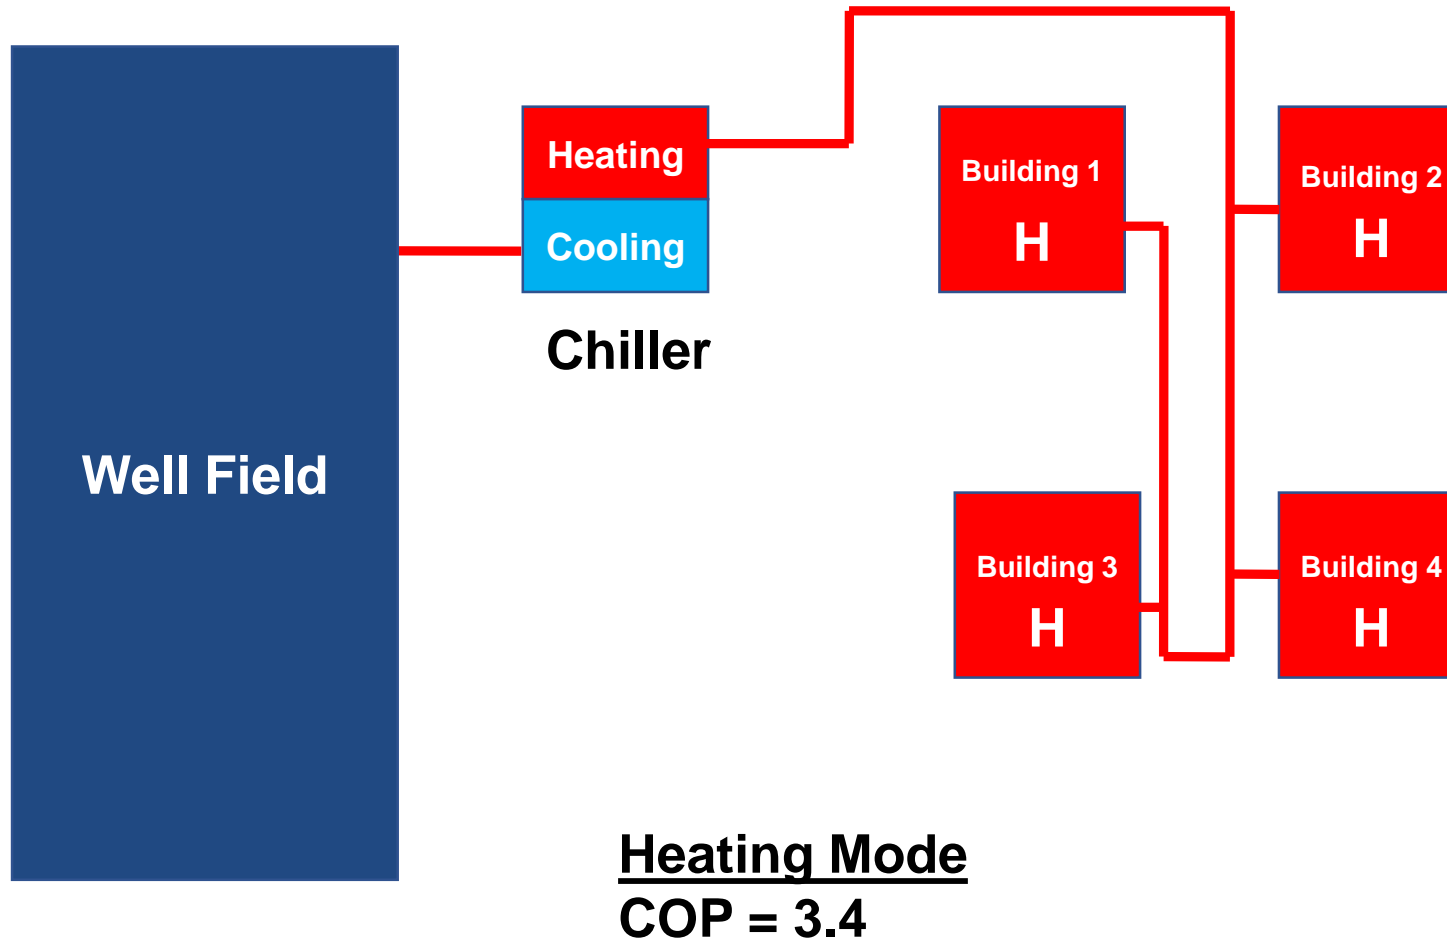 Heating
Cooling
Chiller
Well Field
Building 1
H
Building 2
H
Building 3
H
Building 4
H
Heating Mode
COP = 3.4